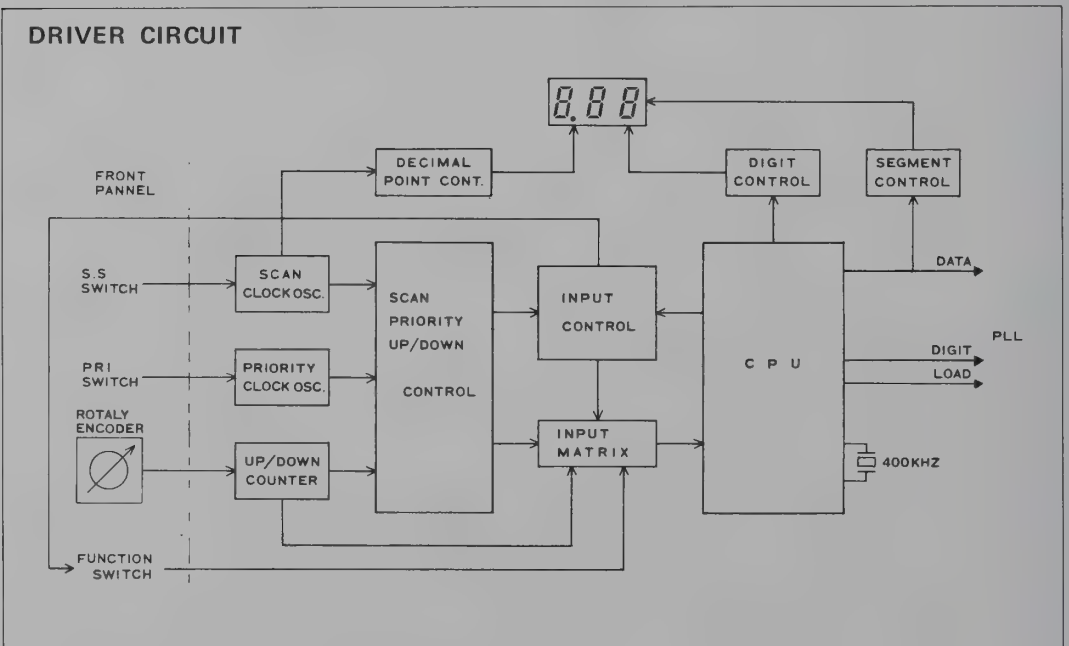 DRIVER CIRCUIT
8.88
FRONT
PANNEL
DECIMAL
POINT CONT.
DIGIT
CONTROL
SEGMENT
CONTROL
S.S
SWITCH
SCAN
CLOCK OSC.
SCAN
PRIORITY
UP/DOWN
CONTROL
INPUT
CONTROL
CPU
DATA
PLL
DIGIT
LOAD
PRI
SWITCH
PRIORITY
CLOCK OSC.
ROTALY
ENCODER
UP/DOWN
COUNTER
INPUT
MATRIX
400KHZ
FUNCTION
SWITCH